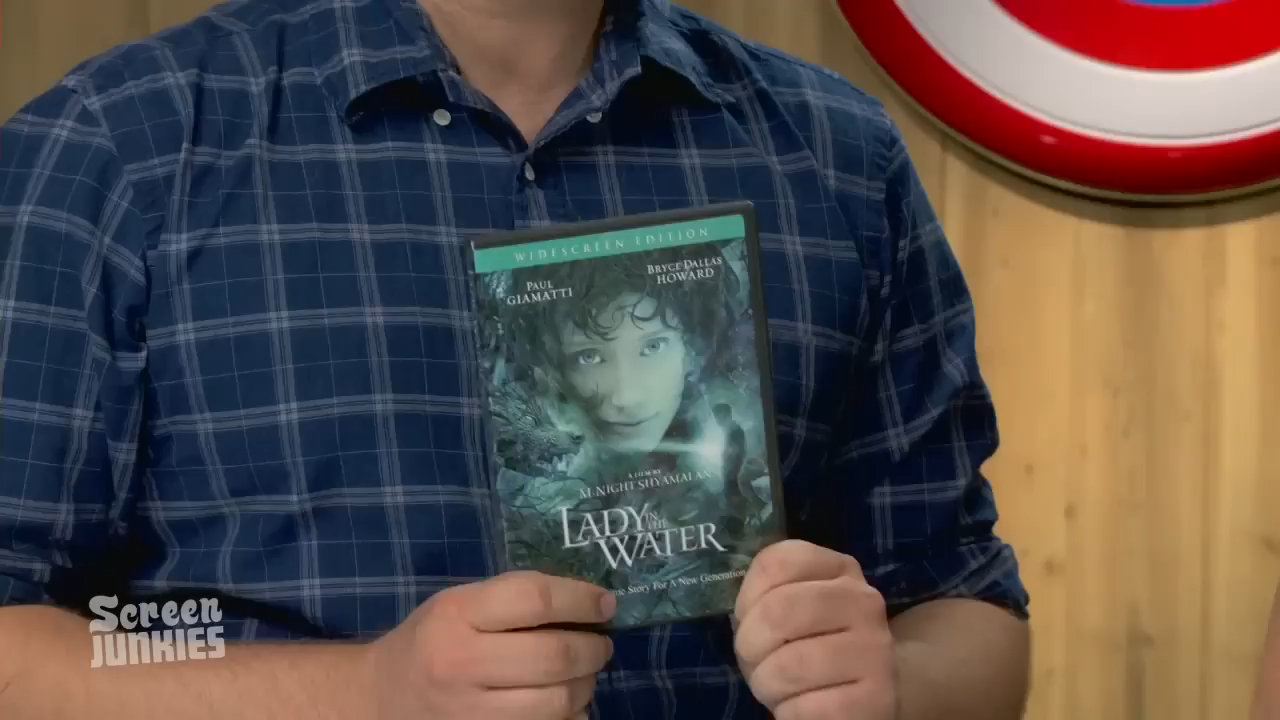 WIDESCREEN EDITION
PAUL
GIAMATTI
BRYCE DALLAS
HOWARD
A FILM BY
M. NIGHT SHYAMALAN
LADY IN THE
WATER
Story For A New Generation
Screen
JUNKIES